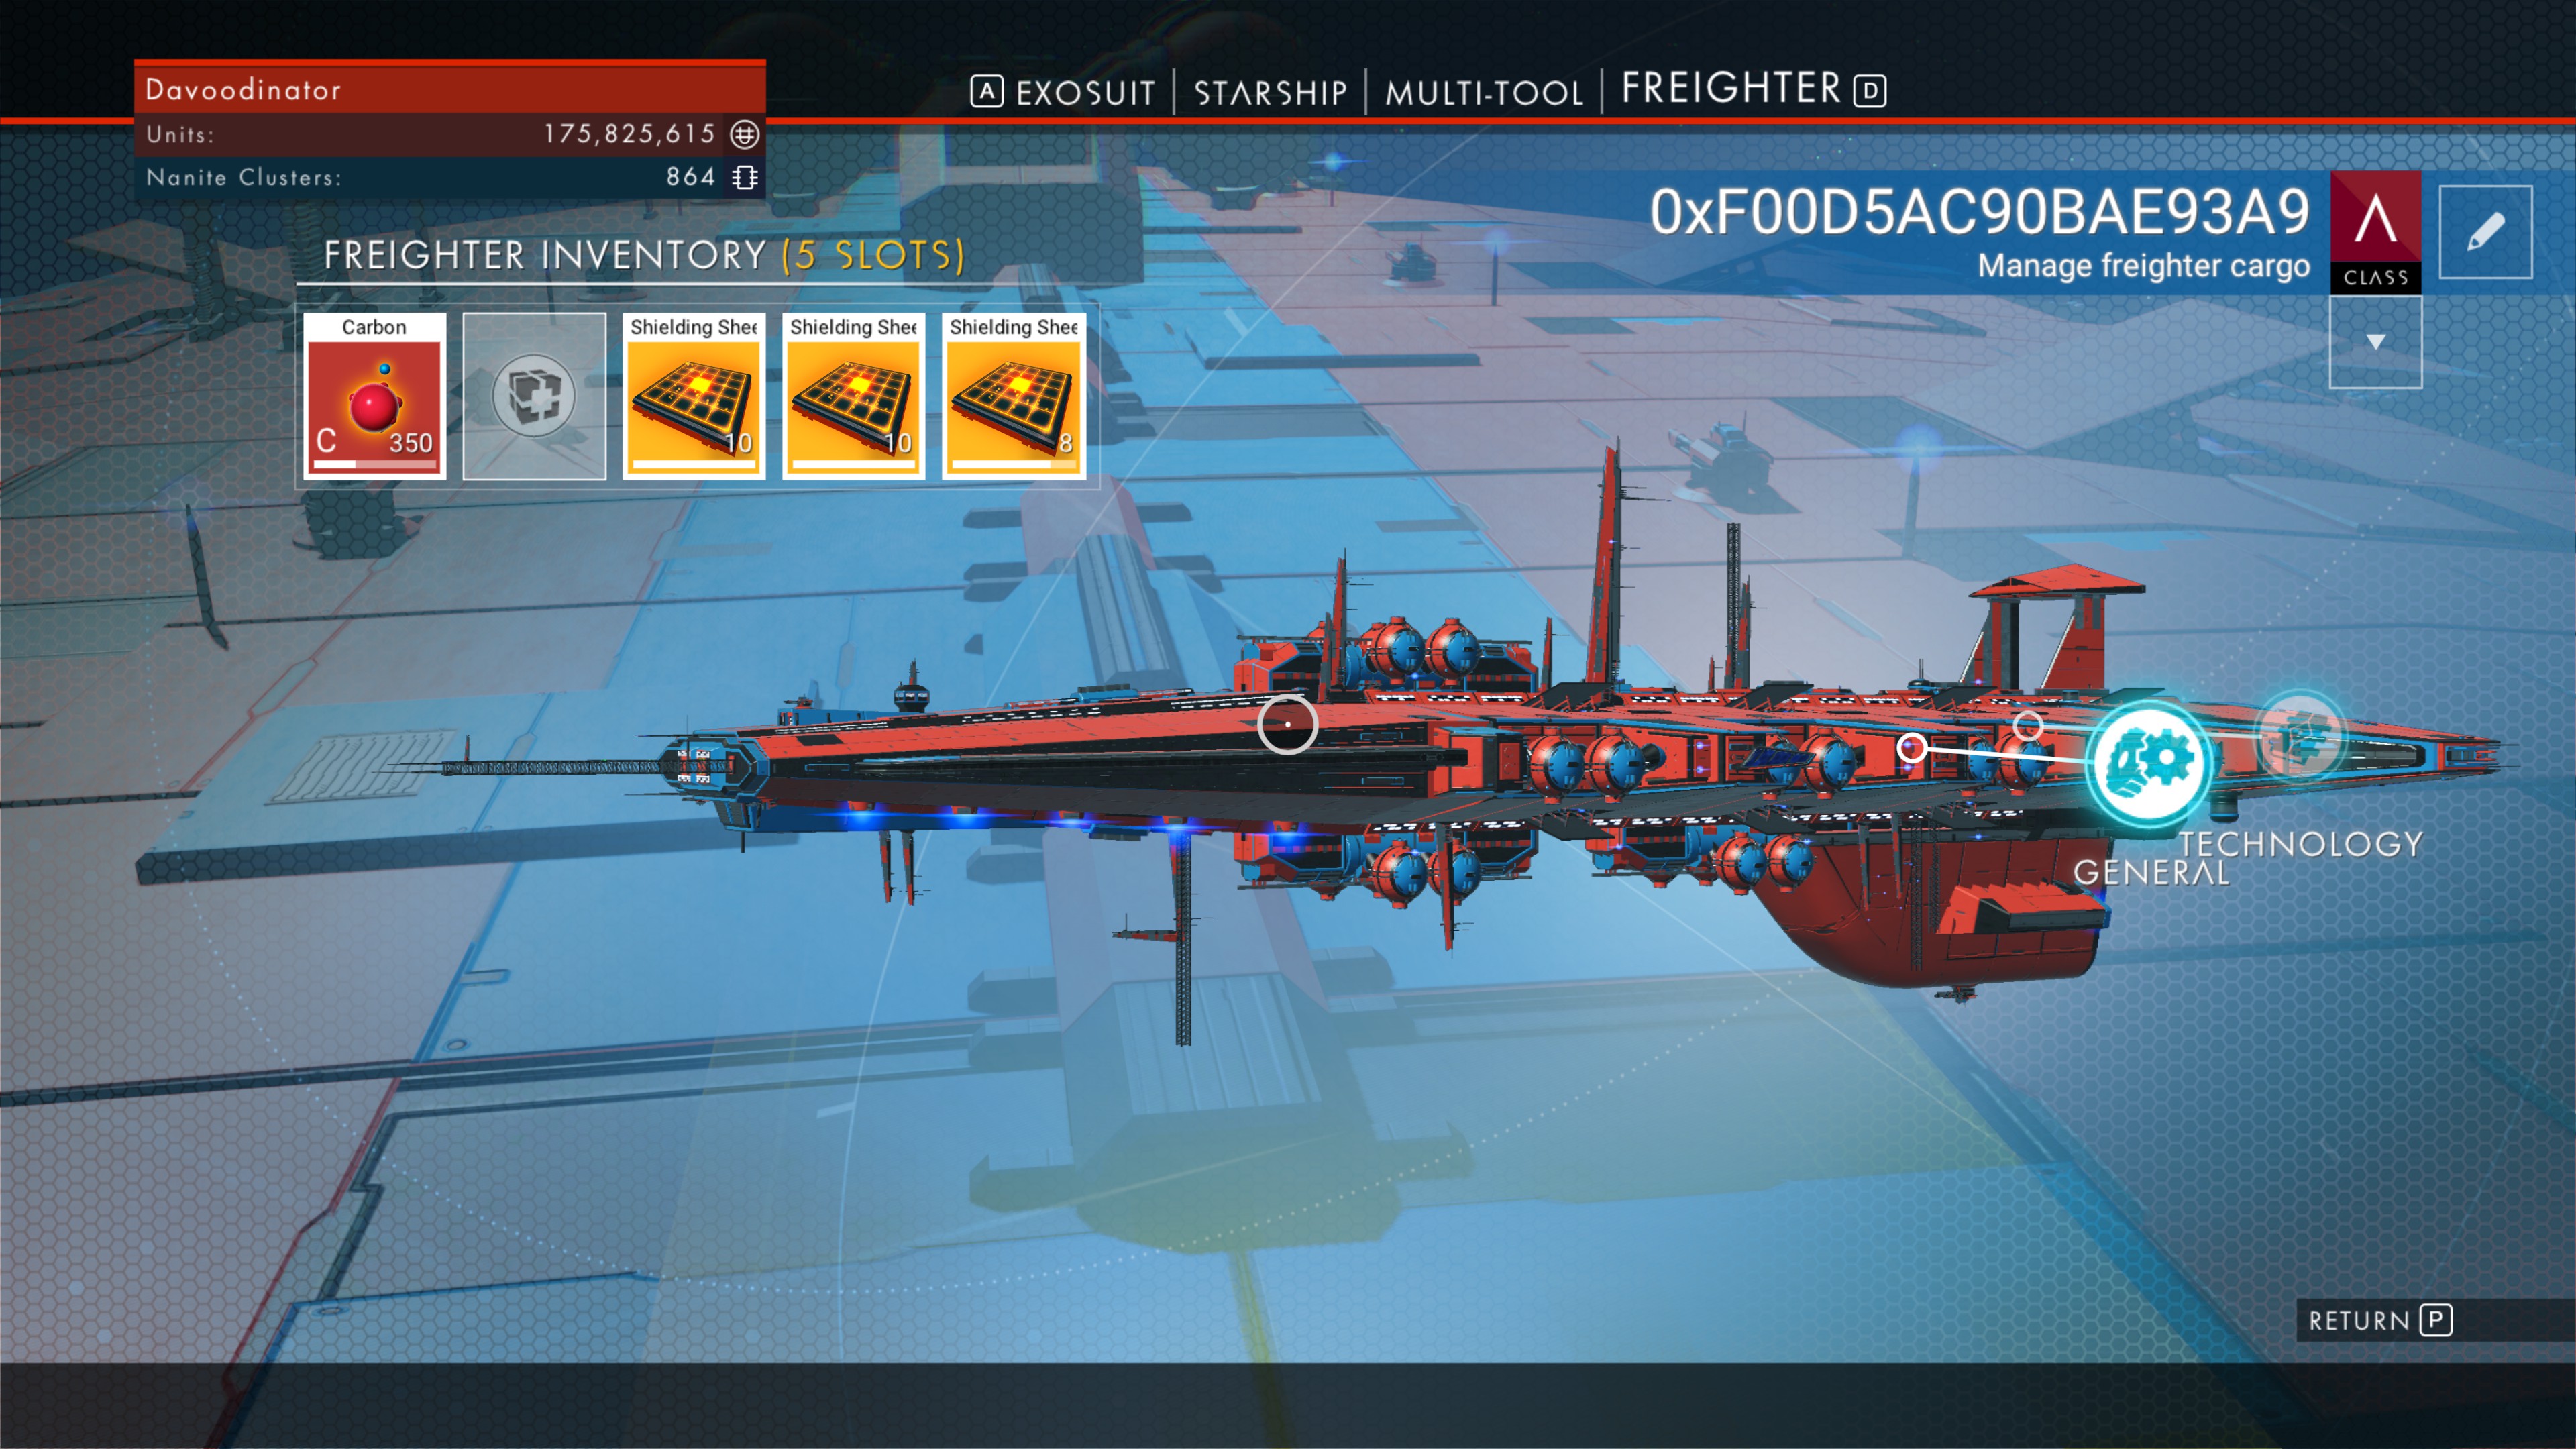 Davoodinator
Units: 175,825,615
Nanite Clusters: 864
A EXOSUIT STARSHIP MULTI-TOOL FREIGHTER D
0xF00D5AC90BAE93A9
Manage freighter cargo
A
CLASS
FREIGHTER INVENTORY (5 SLOTS)
Carbon
C 350
Shielding Shee
10
Shielding Shee
10
Shielding Shee
8
TECHNOLOGY
GENERAL
RETURN P